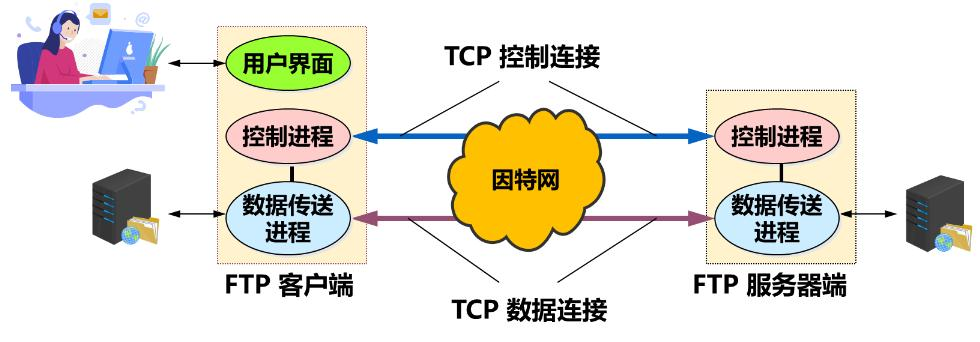 TCP 控制连接
用户界面
控制进程
控制进程
因特网
数据传送
进程
数据传送
进程
FTP 客户端
FTP 服务器端
TCP 数据连接